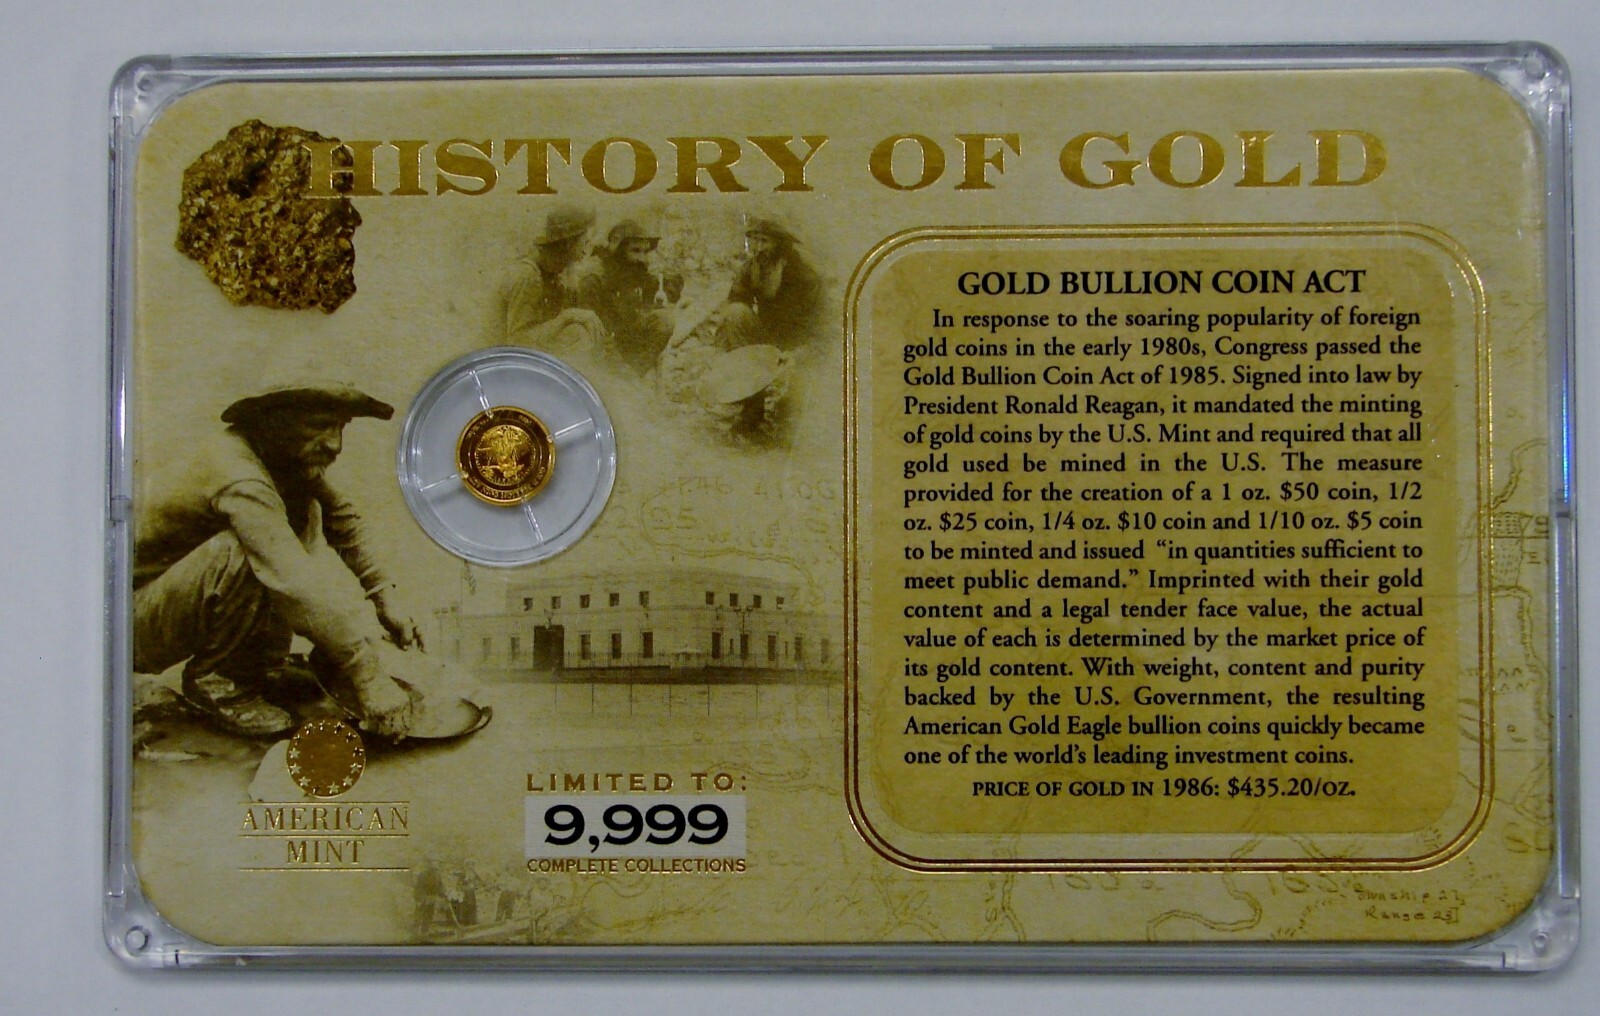 HISTORY OF GOLD
GOLD BULLION COIN ACT
In response to the soaring popularity of foreign
gold coins in the early 1980s, Congress passed the
Gold Bullion Coin Act of 1985. Signed into law by
President Ronald Reagan, it mandated the minting
of gold coins by the U.S. Mint and required that all
gold used be mined in the U.S. The measure
provided for the creation of a 1 oz. $50 coin, 1/2
oz. $25 coin, 1/4 oz. $10 coin and 1/10 oz. $5 coin
to be minted and issued “in quantities sufficient to
meet public demand.” Imprinted with their gold
content and a legal tender face value, the actual
value of each is determined by the market price of
its gold content. With weight, content and purity
backed by the U.S. Government, the resulting
American Gold Eagle bullion coins quickly became
one of the world’s leading investment coins.
PRICE OF GOLD IN 1986: $435.20/OZ.
AMERICAN
MINT
LIMITED TO:
9,999
COMPLETE COLLECTIONS
Township
Range